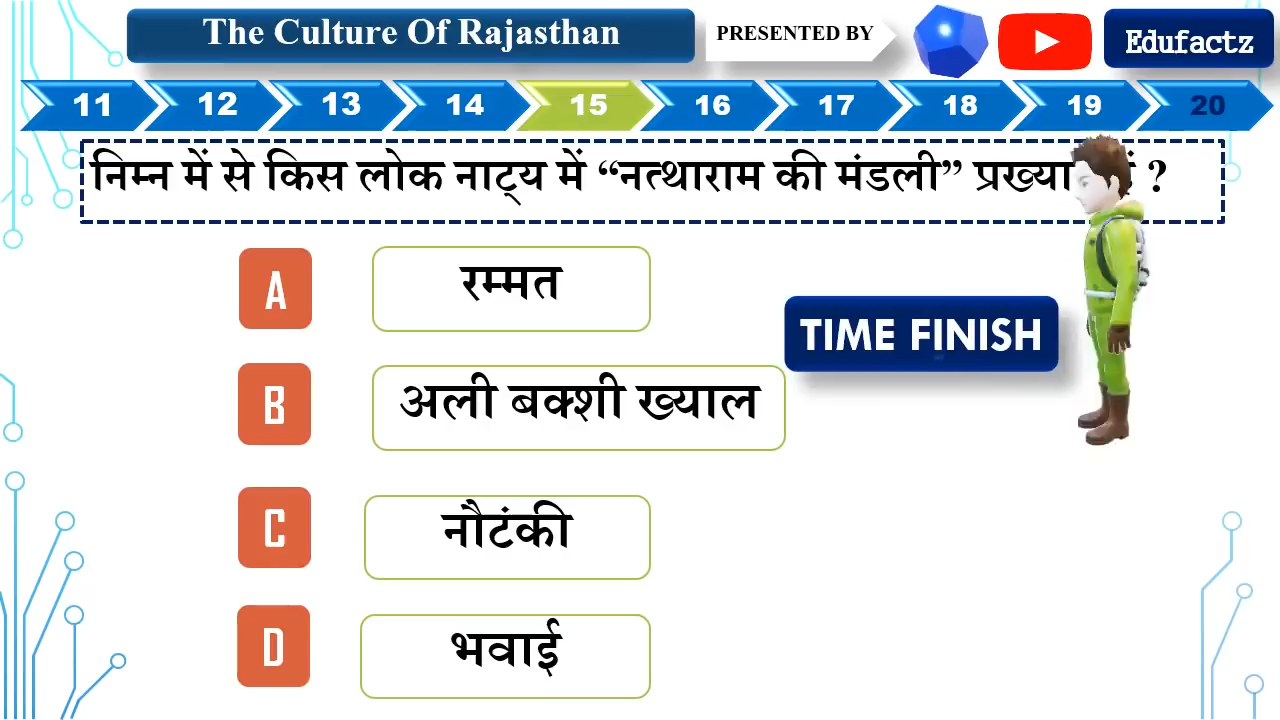 The Culture Of Rajasthan
PRESENTED BY
Edufactz
11 12 13 14 15 16 17 18 19 20
निम्न में से किस लोक नाट्य में “नत्थाराम की मंडली” ?
A रम्मत
TIME FINISH
B अली बक्शी ख्याल
C नौटंकी
D भवाई